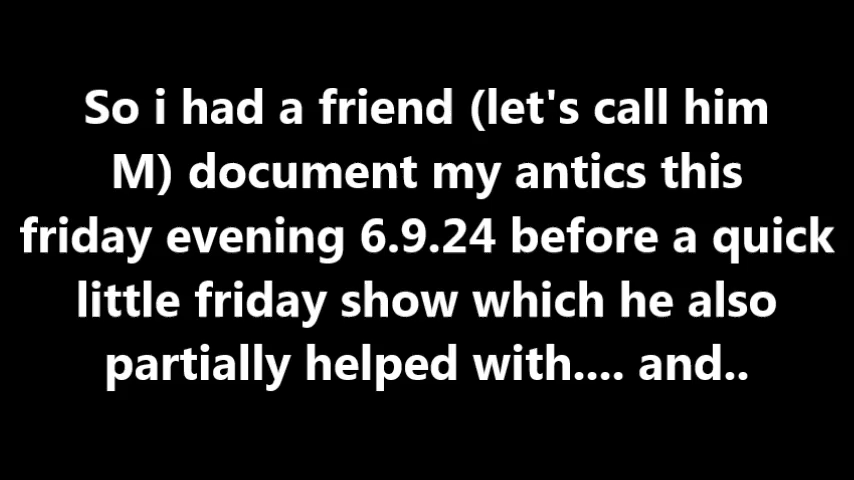 So i had a friend (let's call him
M) document my antics this
friday evening 6.9.24 before a quick
little friday show which he also
partially helped with.... and..